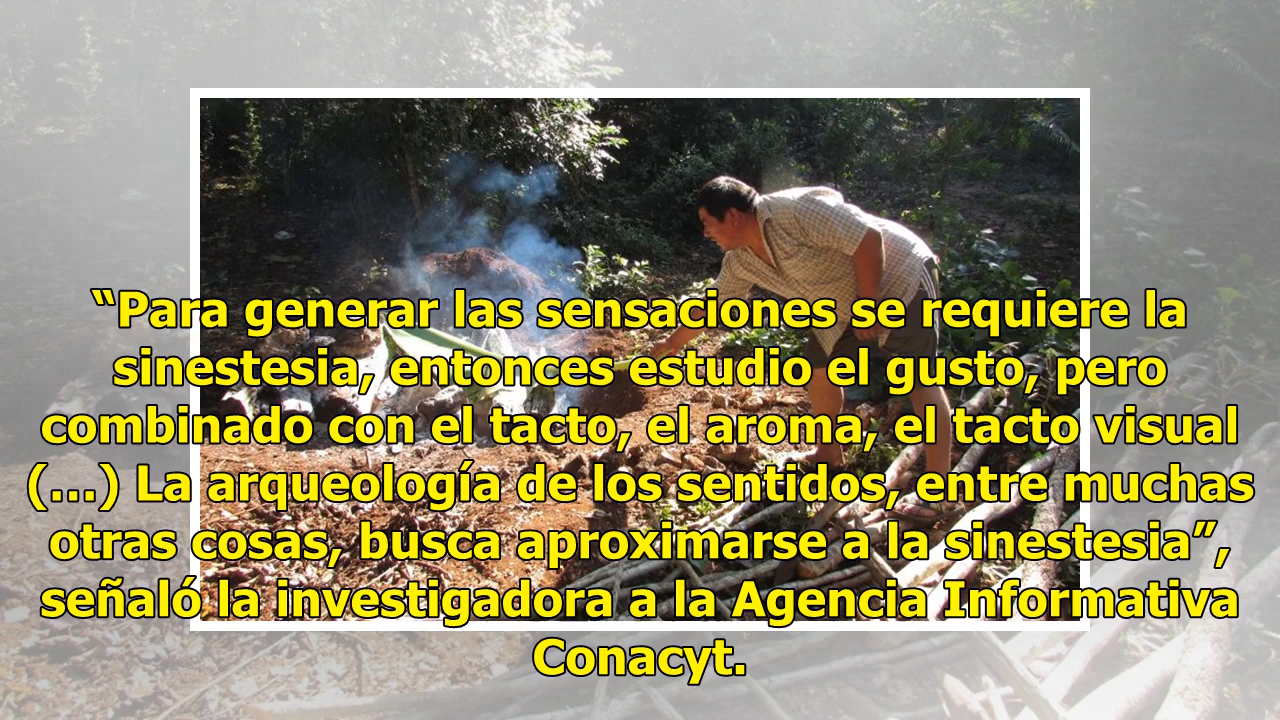 “Para generar las sensaciones se requiere la
sinestesia, entonces estudio el gusto, pero
combinado con el tacto, el aroma, el tacto visual
(...) La arqueología de los sentidos, entre muchas
otras cosas, busca aproximarse a la sinestesia”,
señaló la investigadora a la Agencia Informativa
Conacyt.